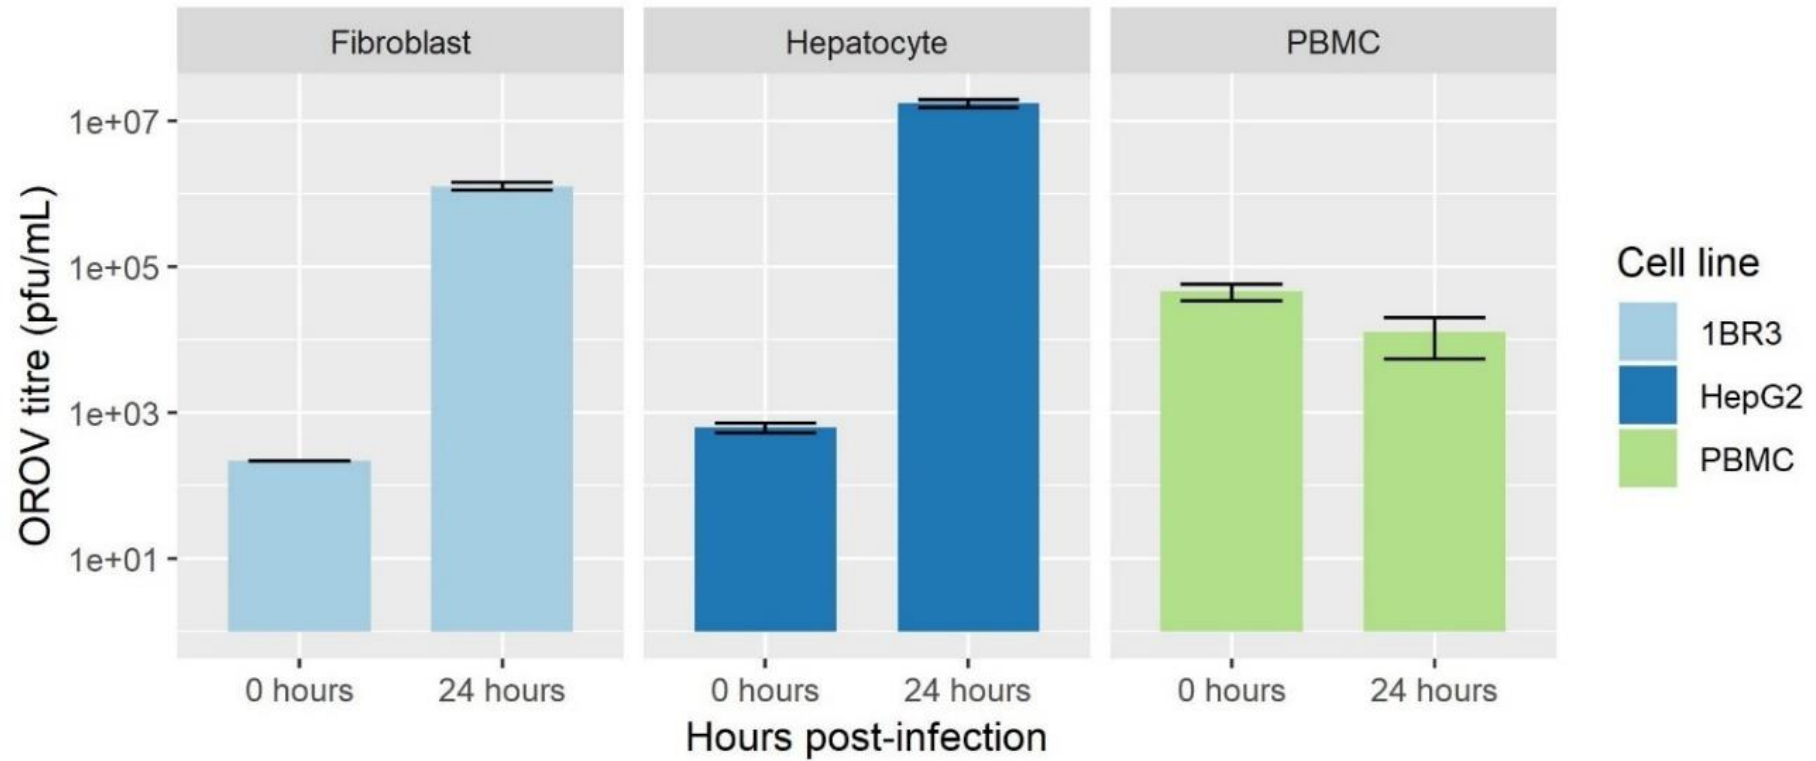 Fibroblast
Hepatocyte
PBMC
OROV titre (pfu/mL)
1e+07
1e+05
1e+03
1e+01
0 hours
24 hours
0 hours
24 hours
0 hours
24 hours
Hours post-infection
Cell line
1BR3
HepG2
PBMC